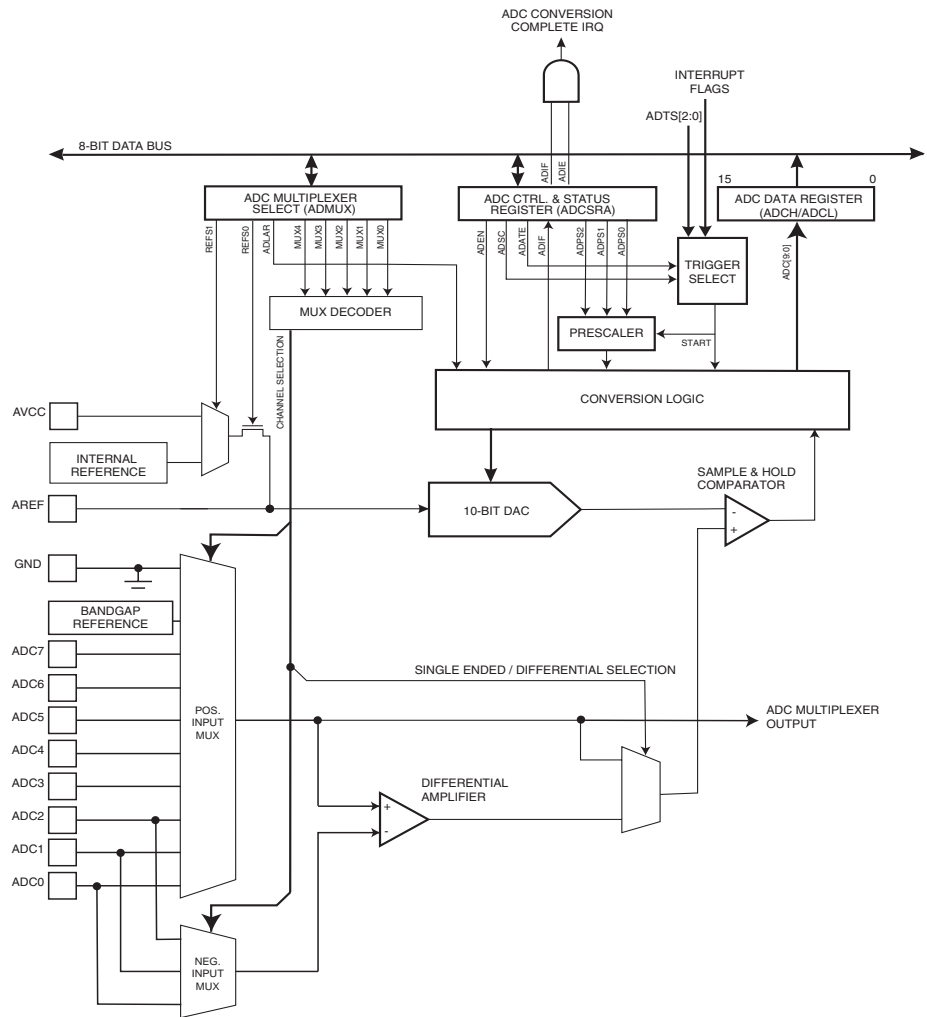 ADC CONVERSION
COMPLETE IRQ
INTERRUPT
FLAGS
ADTS[2:0]
8-BIT DATA BUS
ADIF
ADIE
15
0
ADC MULTIPLEXER
SELECT (ADMUX)
ADC CTRL. & STATUS
REGISTER (ADCSRA)
ADC DATA REGISTER
(ADCH/ADCL)
REFS1
REFS0
ADLAR
MUX4
MUX3
MUX2
MUX1
MUX0
ADEN
ADSC
ADATE
ADIF
ADPS2
ADPS1
ADPS0
ADC[9:0]
TRIGGER
SELECT
MUX DECODER
PRESCALER
START
CHANNEL SELECTION
CONVERSION LOGIC
AVCC
INTERNAL
REFERENCE
SAMPLE & HOLD
COMPARATOR
AREF
10-BIT DAC
-
+
GND
BANDGAP
REFERENCE
ADC7
SINGLE ENDED / DIFFERENTIAL SELECTION
ADC6
ADC5
POS.
INPUT
MUX
ADC MULTIPLEXER
OUTPUT
ADC4
ADC3
DIFFERENTIAL
AMPLIFIER
+
-
ADC2
ADC1
ADC0
NEG.
INPUT
MUX